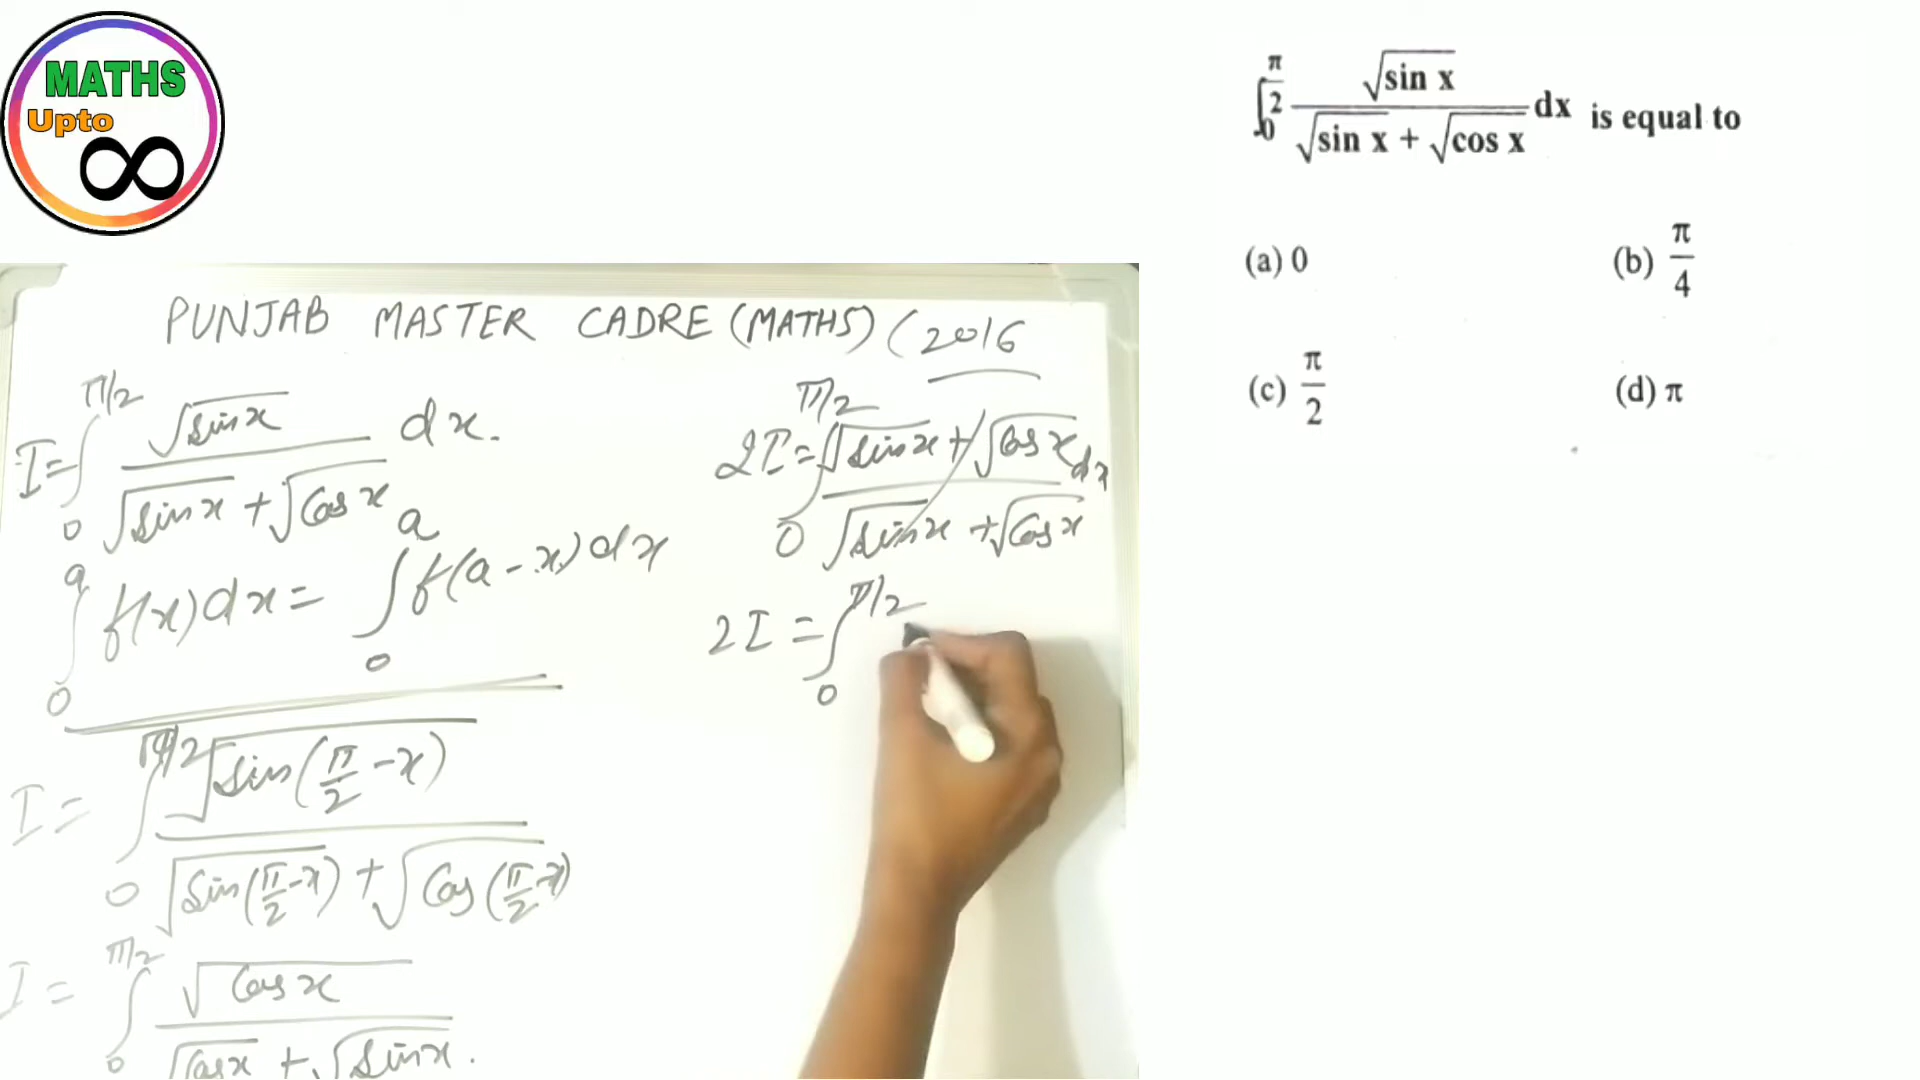 MATHS
Upto
∞
∫₀^(π/2) √(sin x) / (√(sin x) + √(cos x)) dx is equal to
(a) 0
(b) π/4
(c) π/2
(d) π
PUNJAB MASTER CADRE (MATHS) (2016
I = ∫₀^(π/2) √(sin x) / (√(sin x) + √(cos x)) dx.
∫₀^a f(x) dx = ∫₀^a f(a - x) dx
I = ∫₀^(π/2) √(sin(π/2 - x)) / (√(sin(π/2 - x)) + √(cos(π/2 - x)))
I = ∫₀^(π/2) √(cos x) / (√(cos x) + √(sin x)).
2I = ∫₀^(π/2) (√(sin x) + √(cos x)) / (√(sin x) + √(cos x)) dx
2I = ∫₀^(π/2)